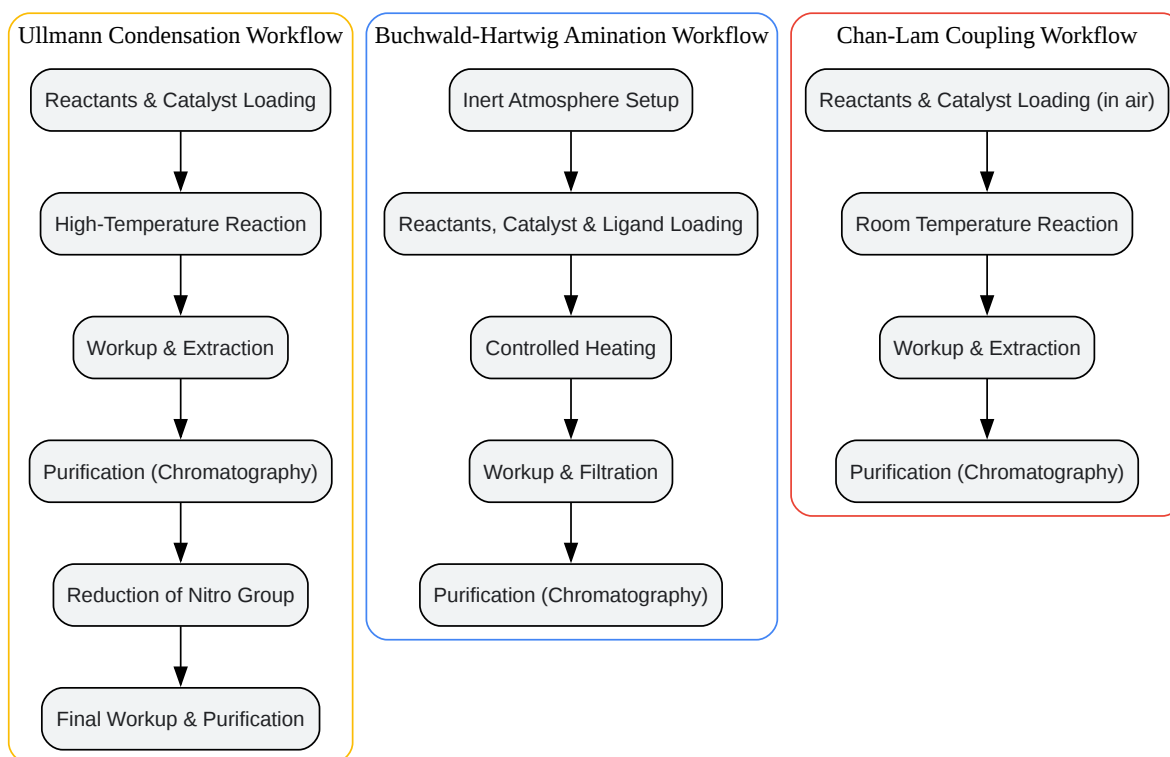 Ullmann Condensation Workflow
Reactants & Catalyst Loading
High-Temperature Reaction
Workup & Extraction
Purification (Chromatography)
Reduction of Nitro Group
Final Workup & Purification
Buchwald-Hartwig Amination Workflow
Inert Atmosphere Setup
Reactants, Catalyst & Ligand Loading
Controlled Heating
Workup & Filtration
Purification (Chromatography)
Chan-Lam Coupling Workflow
Reactants & Catalyst Loading (in air)
Room Temperature Reaction
Workup & Extraction
Purification (Chromatography)